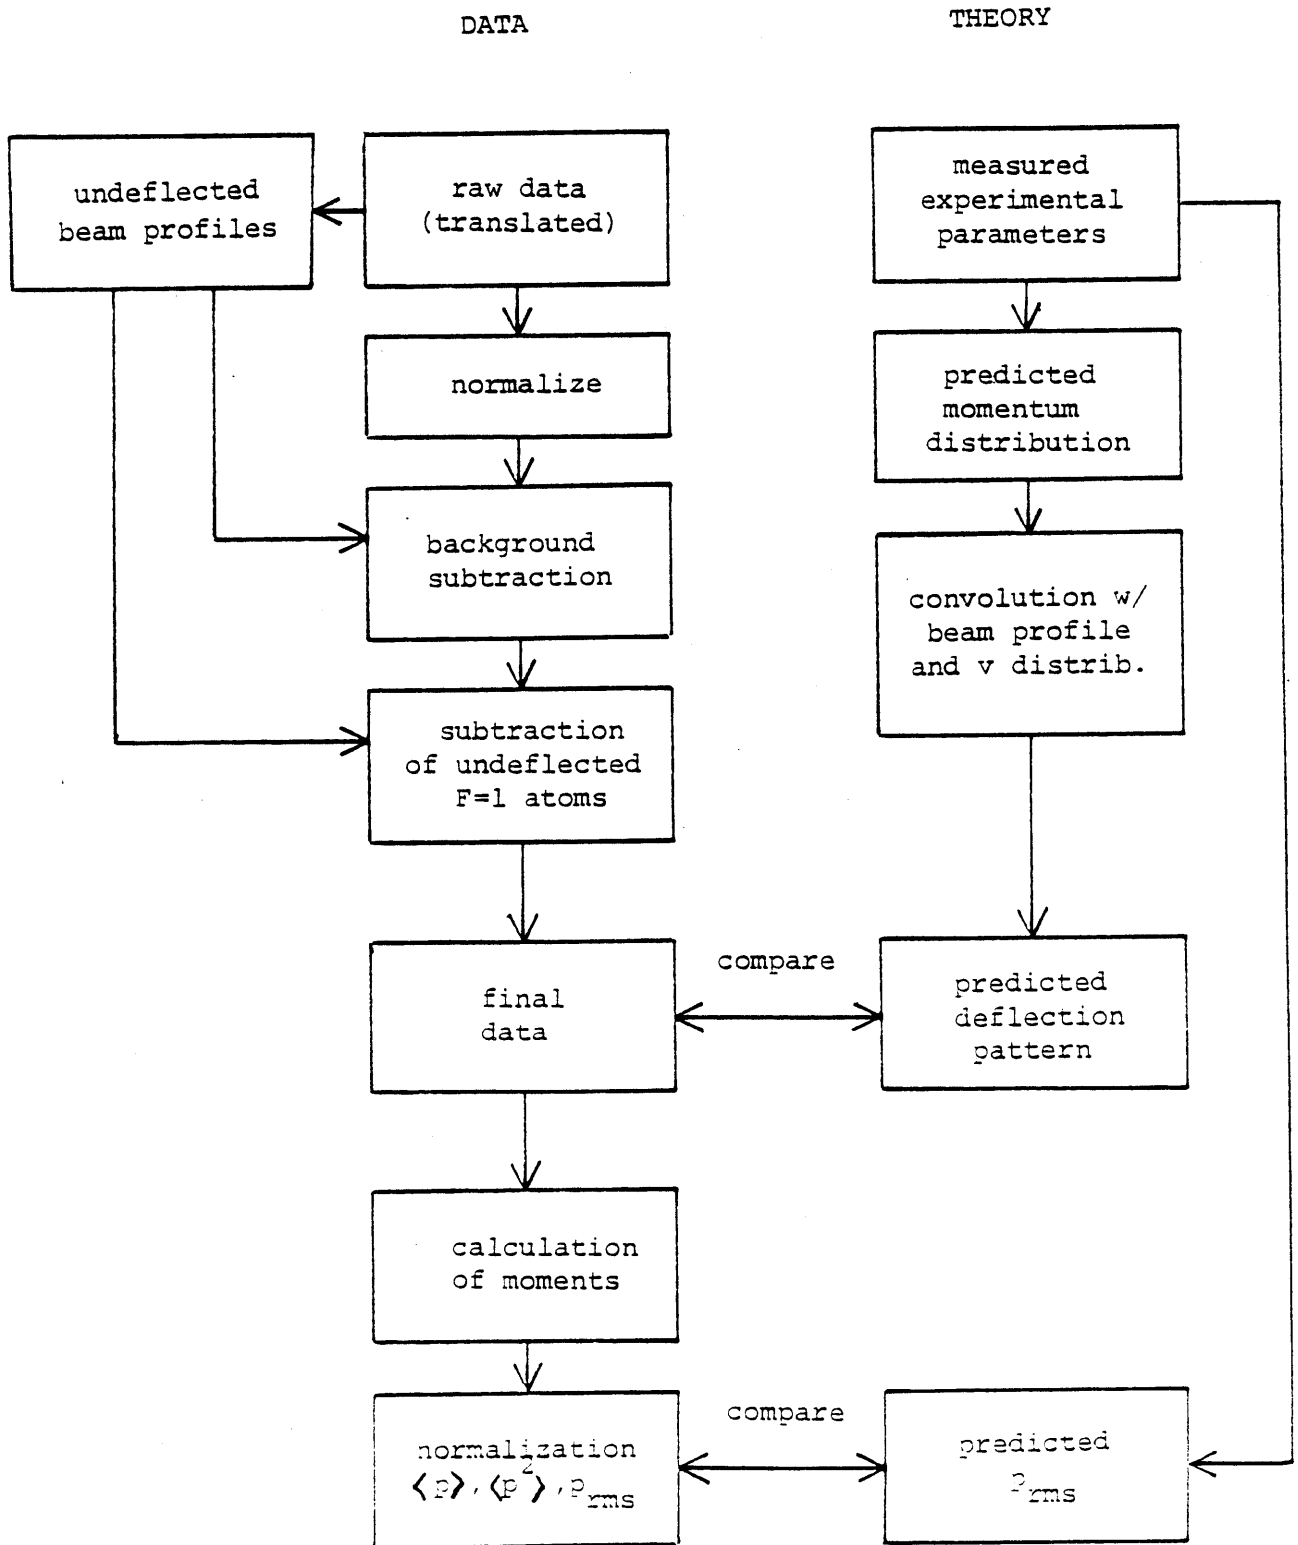 DATA
THEORY
undeflected
beam profiles
raw data
(translated)
measured
experimental
parameters
normalize
predicted
momentum
distribution
background
subtraction
convolution w/
beam profile
and v distrib.
subtraction
of undeflected
F=1 atoms
final
data
compare
predicted
deflection
pattern
calculation
of moments
normalization
⟨p⟩,⟨p²⟩,p_rms
compare
predicted
p_rms